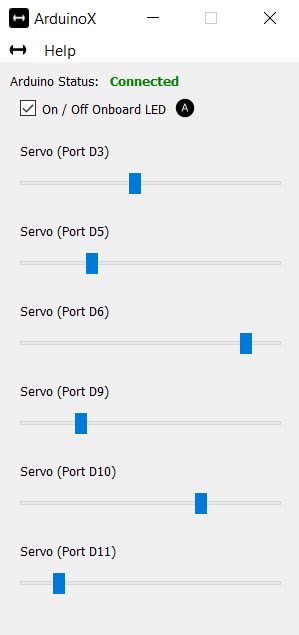 ArduinoX
Help
Arduino Status: Connected
On / Off Onboard LED A
Servo (Port D3)
Servo (Port D5)
Servo (Port D6)
Servo (Port D9)
Servo (Port D10)
Servo (Port D11)